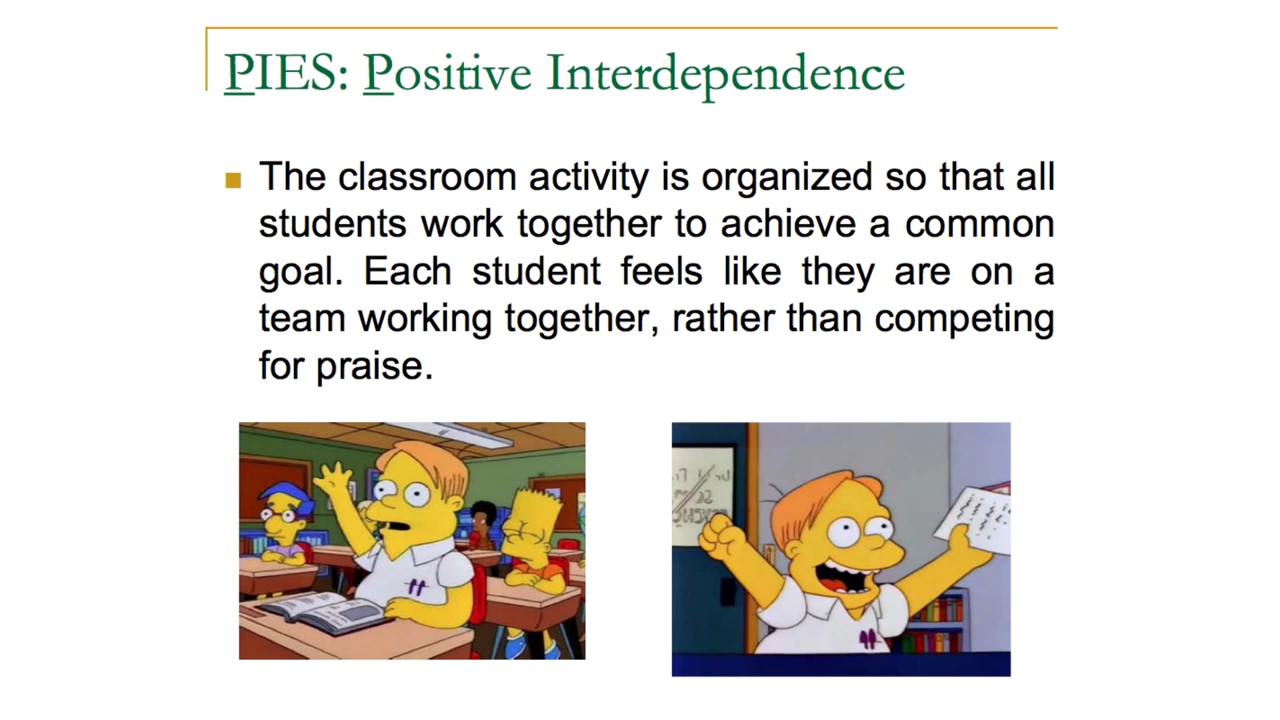 PIES: Positive Interdependence
The classroom activity is organized so that all
students work together to achieve a common
goal. Each student feels like they are on a
team working together, rather than competing
for praise.